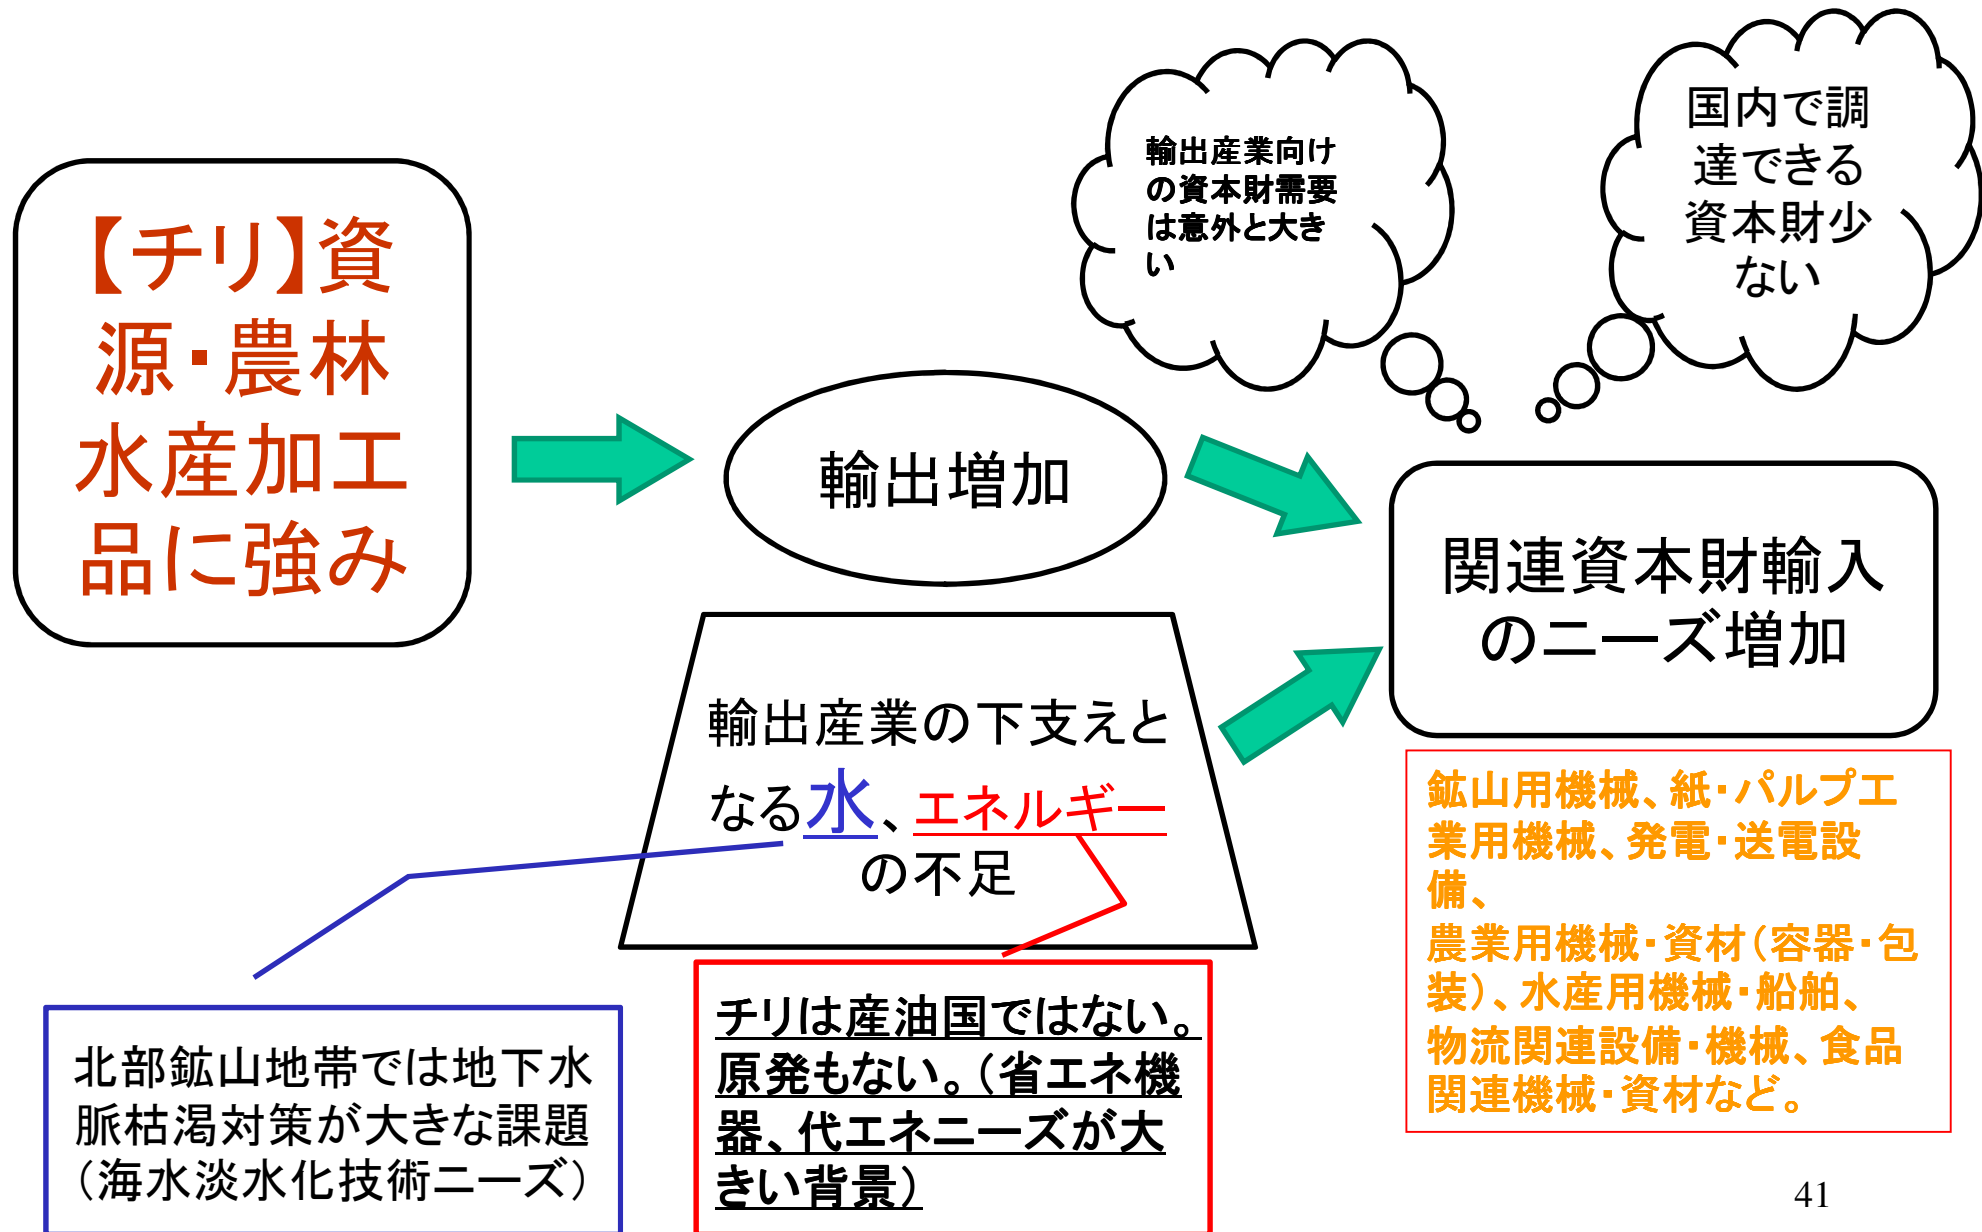 【チリ】資
源・農林
水産加工
品に強み
輸出増加
輸出産業向け
の資本財需要
は意外と大き
い
国内で調
達できる
資本財少
ない
関連資本財輸入
のニーズ増加
輸出産業の下支えと
なる水、エネルギー
の不足
鉱山用機械、紙・パルプエ
業用機械、発電・送電設
備、
農業用機械・資材（容器・包
装）、水産用機械・船舶、
物流関連設備・機械、食品
関連機械・資材など。
北部鉱山地帯では地下水
脈枯渇対策が大きな課題
（海水淡水化技術ニーズ）
チリは産油国ではない。
原発もない。（省エネ機
器、代エネニーズが大
きい背景）
41